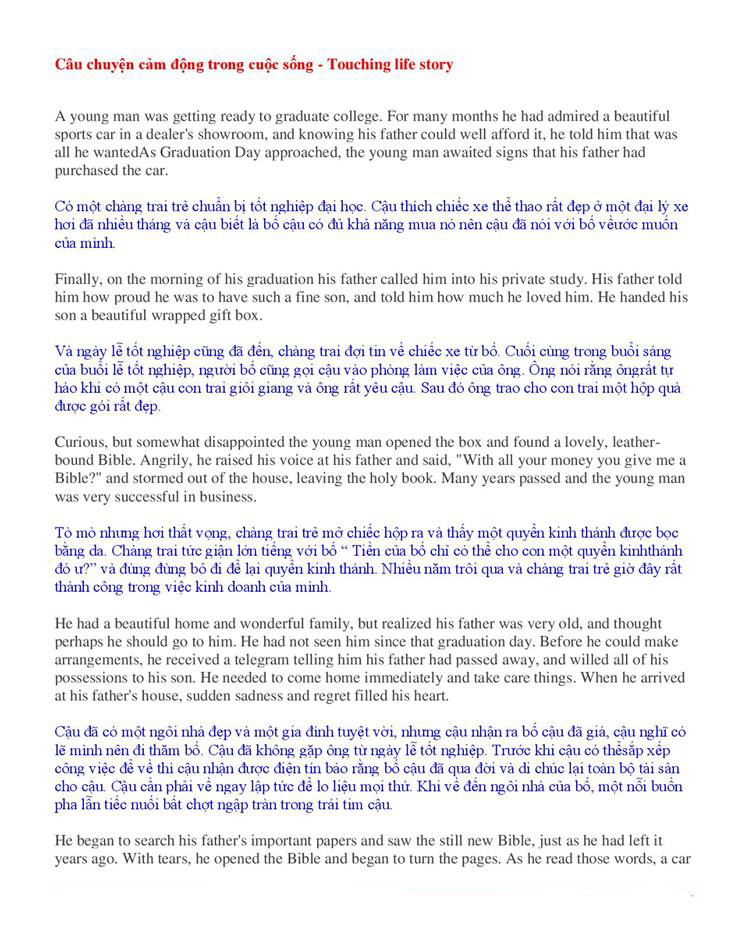 Câu chuyện cảm động trong cuộc sống - Touching life story
A young man was getting ready to graduate college. For many months he had admired a beautiful
sports car in a dealer's showroom, and knowing his father could well afford it, he told him that was
all he wantedAs Graduation Day approached, the young man awaited signs that his father had
purchased the car.
Có một chàng trai trẻ chuẩn bị tốt nghiệp đại học. Cậu thích chiếc xe thể thao rất đẹp ở một đại lý xe
hơi đã nhiều tháng và cậu biết là bố cậu có đủ khả năng mua nó nên cậu đã nói với bố vềước muốn
của mình.
Finally, on the morning of his graduation his father called him into his private study. His father told
him how proud he was to have such a fine son, and told him how much he loved him. He handed his
son a beautiful wrapped gift box.
Và ngày lễ tốt nghiệp cũng đã đến, chàng trai đợi tin về chiếc xe từ bố. Cuối cùng trong buổi sáng
của buổi lễ tốt nghiệp, người bố cũng gọi cậu vào phòng làm việc của ông. Ông nói rằng ôngrất tự
hào khi có một cậu con trai giỏi giang và ông rất yêu cậu. Sau đó ông trao cho con trai một hộp quà
được gói rất đẹp.
Curious, but somewhat disappointed the young man opened the box and found a lovely, leather-
bound Bible. Angrily, he raised his voice at his father and said, "With all your money you give me a
Bible?" and stormed out of the house, leaving the holy book. Many years passed and the young man
was very successful in business.
Tò mò nhưng hơi thất vọng, chàng trai trẻ mở chiếc hộp ra và thấy một quyển kinh thánh được bọc
bằng da. Chàng trai tức giận lớn tiếng với bố “ Tiền của bố chỉ có thể cho con một quyển kinhthánh
đó ư?” và đùng đùng bỏ đi để lại quyển kinh thánh. Nhiều năm trôi qua và chàng trai trẻ giờ đây rất
thành công trong việc kinh doanh của mình.
He had a beautiful home and wonderful family, but realized his father was very old, and thought
perhaps he should go to him. He had not seen him since that graduation day. Before he could make
arrangements, he received a telegram telling him his father had passed away, and willed all of his
possessions to his son. He needed to come home immediately and take care things. When he arrived
at his father's house, sudden sadness and regret filled his heart.
Cậu đã có một ngôi nhà đẹp và một gia đình tuyệt vời, nhưng cậu nhận ra bố cậu đã già, cậu nghĩ có
lẽ mình nên đi thăm bố. Cậu đã không gặp ông từ ngày lễ tốt nghiệp. Trước khi cậu có thểsắp xếp
công việc để về thì cậu nhận được điện tín báo rằng bố cậu đã qua đời và di chúc lại toàn bộ tài sản
cho cậu. Cậu cần phải về ngay lập tức để lo liệu mọi thứ. Khi về đến ngôi nhà của bố, một nỗi buồn
pha lẫn tiếc nuối bất chợt ngập tràn trong trái tim cậu.
He began to search his father's important papers and saw the still new Bible, just as he had left it
years ago. With tears, he opened the Bible and began to turn the pages. As he read those words, a car